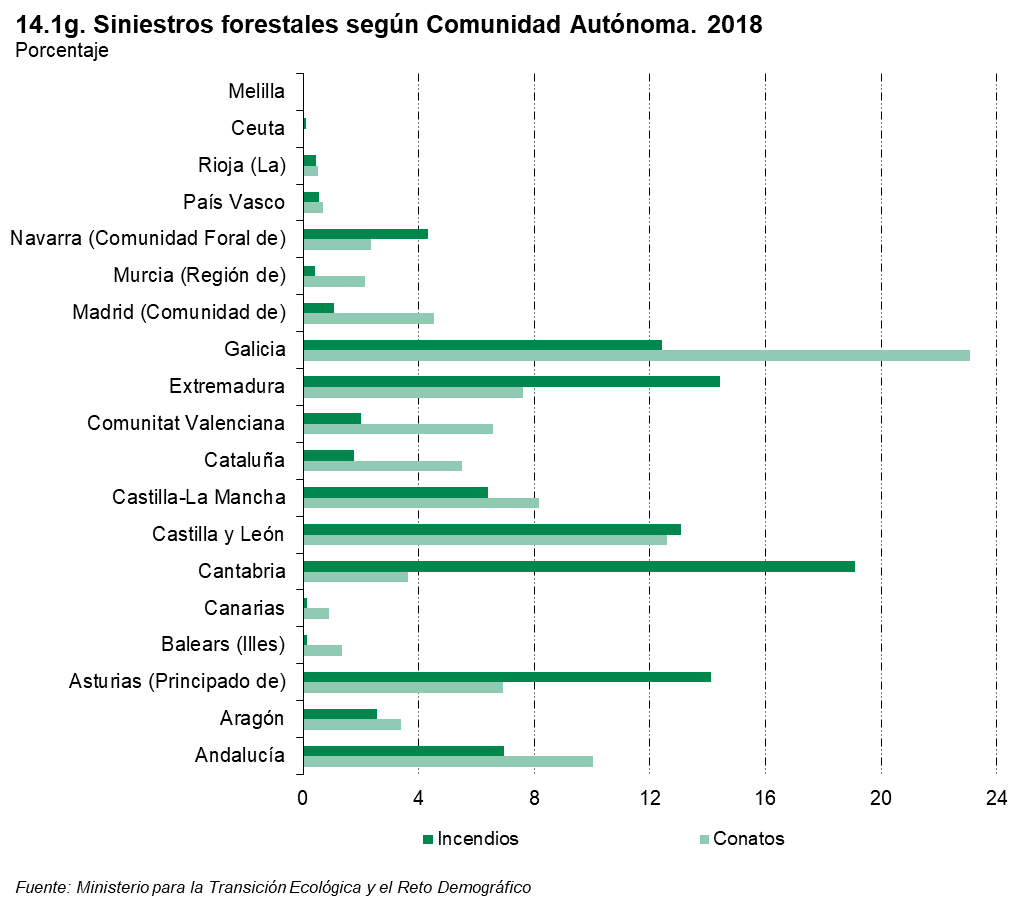 14.1g. Siniestros forestales según Comunidad Autónoma. 2018
Porcentaje
Melilla
Ceuta
Rioja (La)
País Vasco
Navarra (Comunidad Foral de)
Murcia (Región de)
Madrid (Comunidad de)
Galicia
Extremadura
Comunitat Valenciana
Cataluña
Castilla-La Mancha
Castilla y León
Cantabria
Canarias
Balears (Illes)
Asturias (Principado de)
Aragón
Andalucía
0 4 8 12 16 20 24
Incendios Conatos
Fuente: Ministerio para la Transición Ecológica y el Reto Demográfico